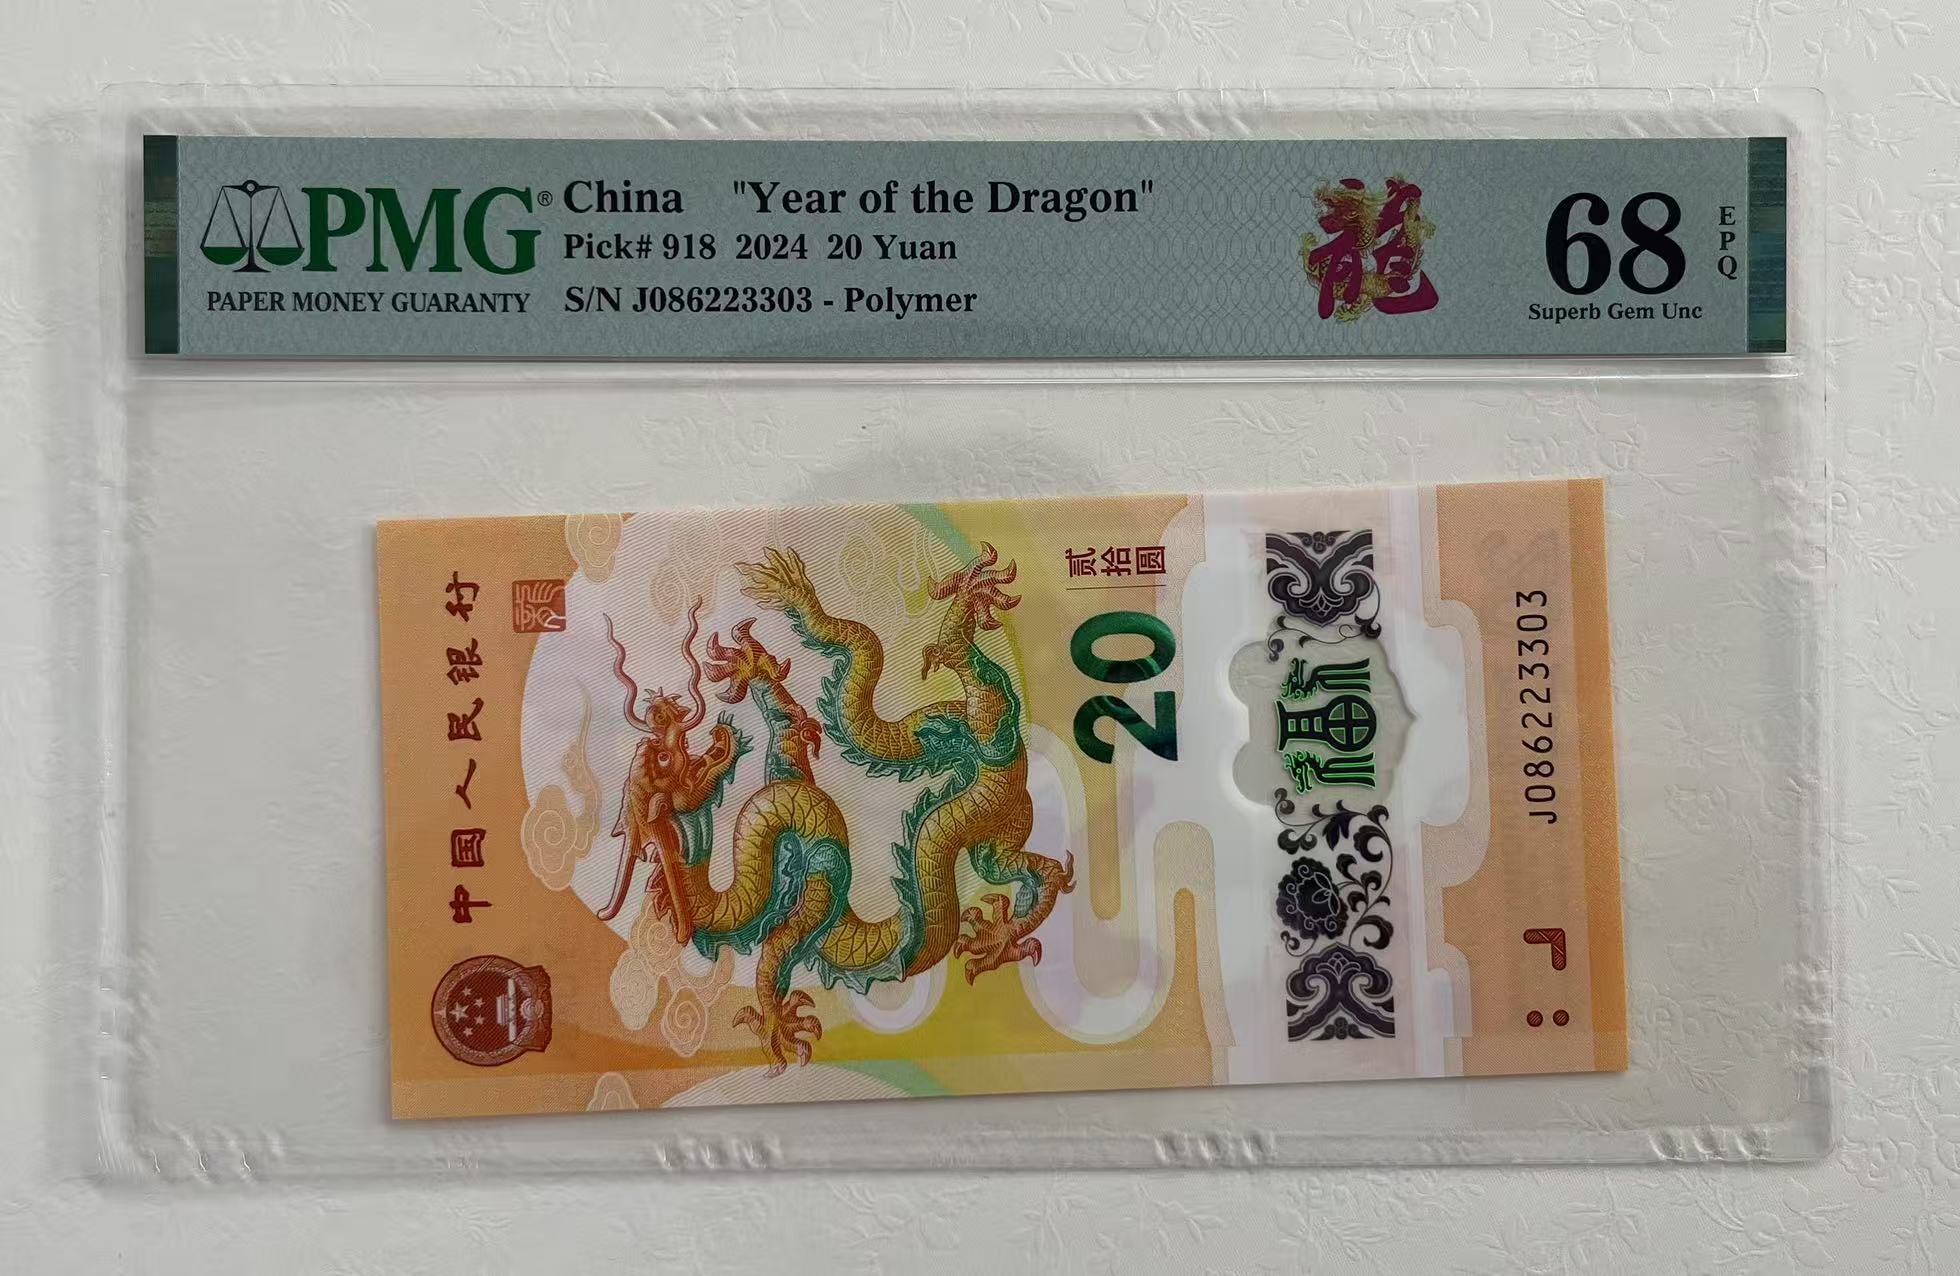 PMG® China "Year of the Dragon"
Pick# 918 2024 20 Yuan
PAPER MONEY GUARANTY S/N J086223303 - Polymer
龍
68 EPQ
Superb Gem Unc
中国人民银行
贰拾圆
20
J086223303